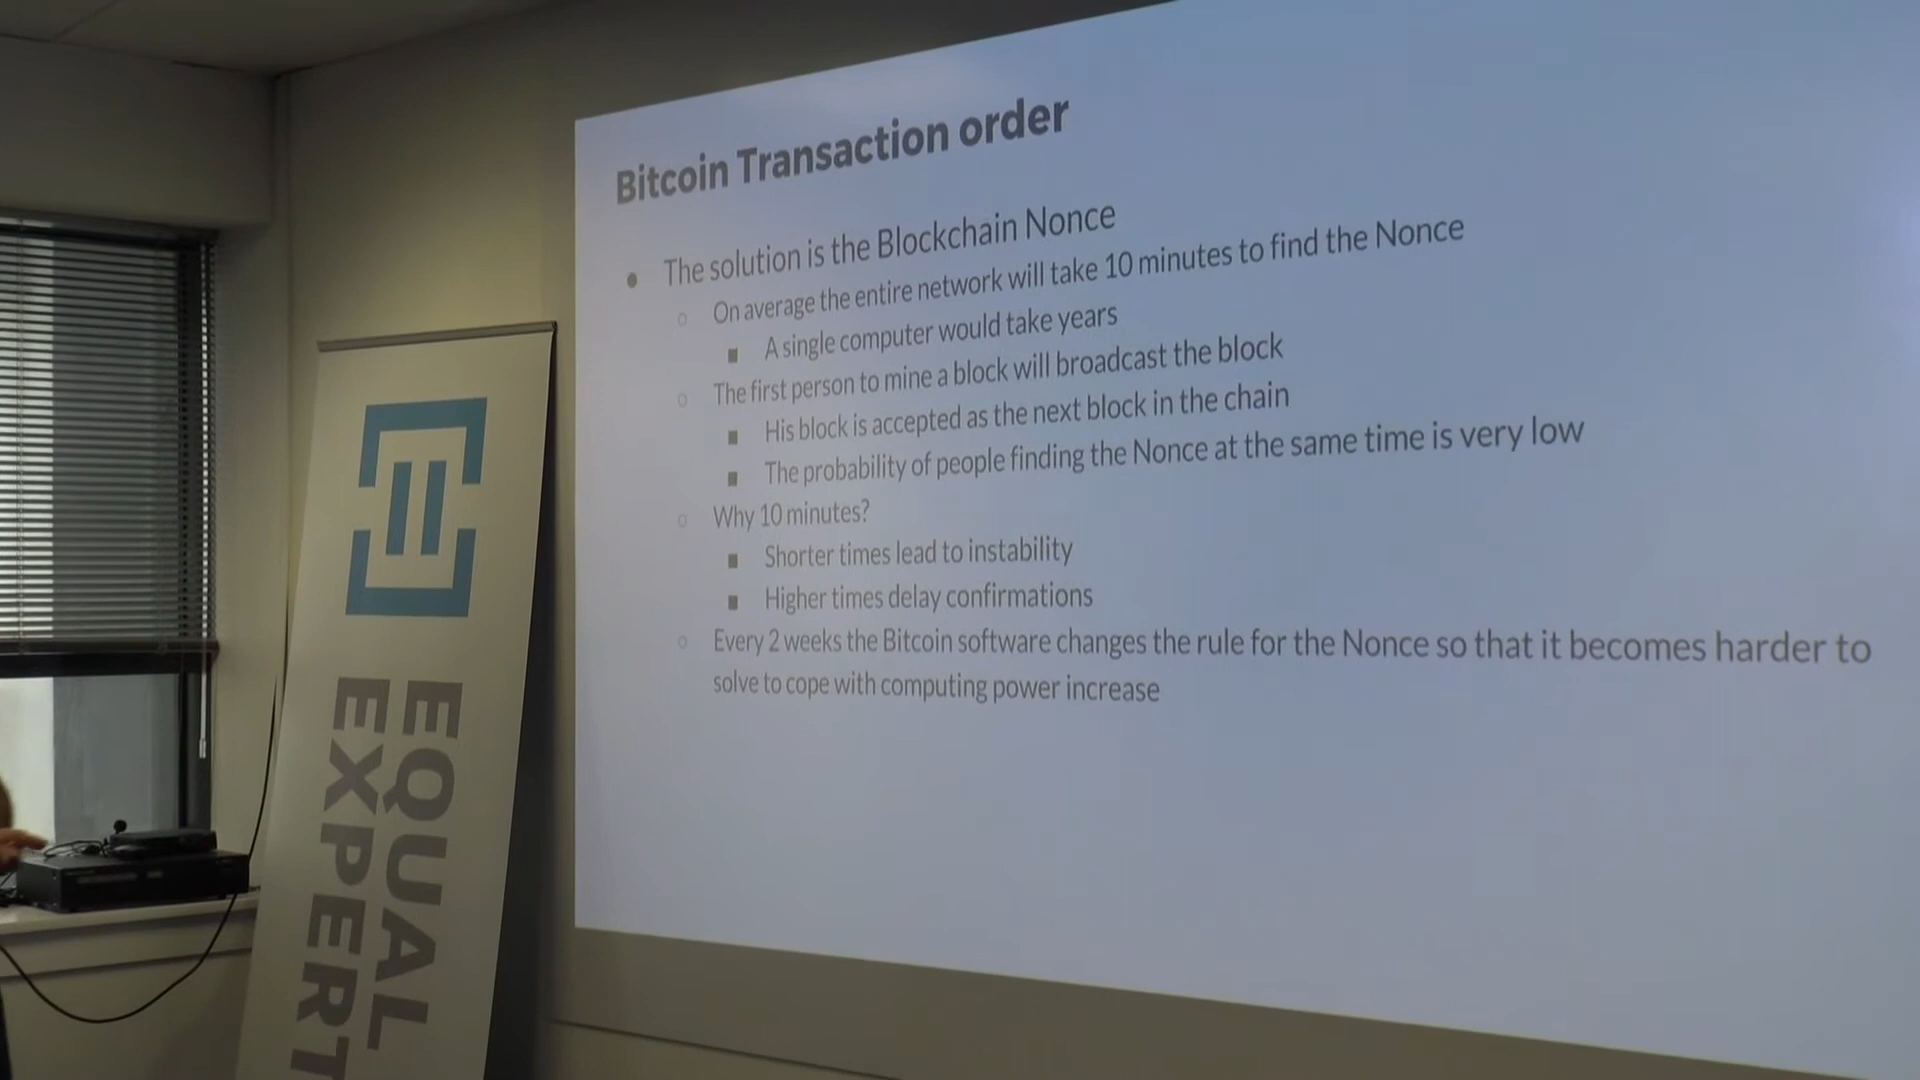 Bitcoin Transaction order
● The solution is the Blockchain Nonce
○ On average the entire network will take 10 minutes to find the Nonce
■ A single computer would take years
○ The first person to mine a block will broadcast the block
■ His block is accepted as the next block in the chain
■ The probability of people finding the Nonce at the same time is very low
○ Why 10 minutes?
■ Shorter times lead to instability
■ Higher times delay confirmations
○ Every 2 weeks the Bitcoin software changes the rule for the Nonce so that it becomes harder to
solve to cope with computing power increase
EQUAL
EXPERT